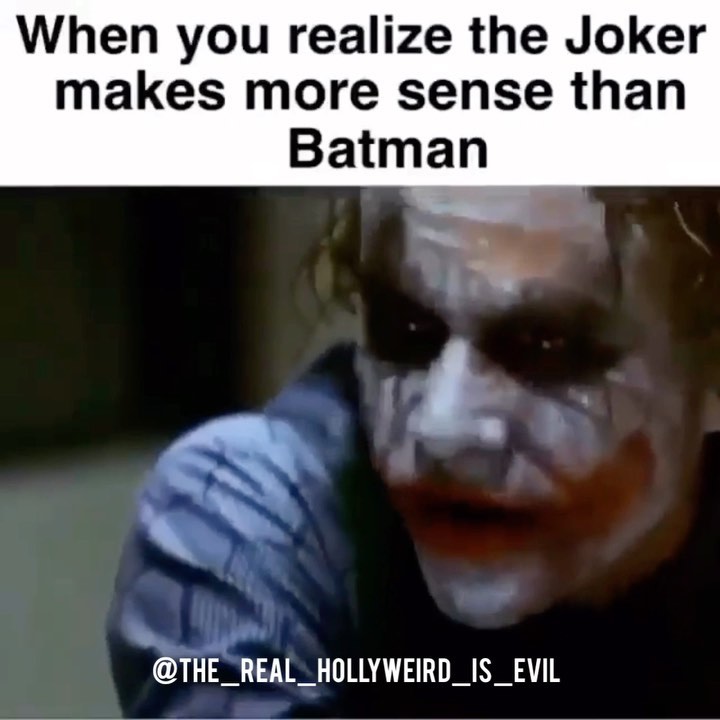 When you realize the Joker
makes more sense than
Batman
@THE_REAL_HOLLYWEIRD_IS_EVIL